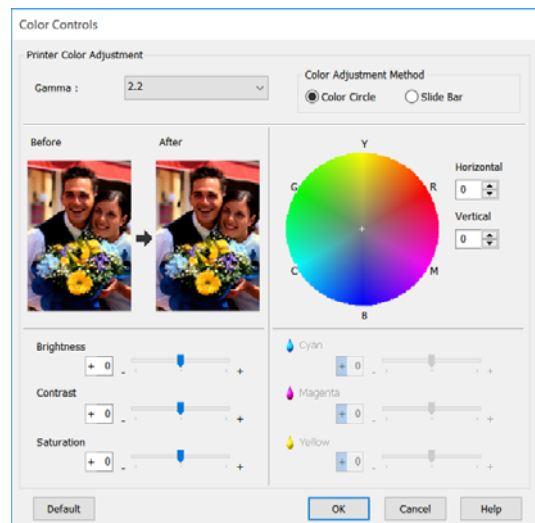 Color Controls
Printer Color Adjustment
Gamma :
2.2
Color Adjustment Method
Color Circle
Slide Bar
Before
After
Y
G
R
C
M
B
Horizontal
0
Vertical
0
Brightness
+ 0
- +
Contrast
+ 0
- +
Saturation
+ 0
- +
Cyan
+ 0
- +
Magenta
+ 0
- +
Yellow
+ 0
- +
Default
OK
Cancel
Help